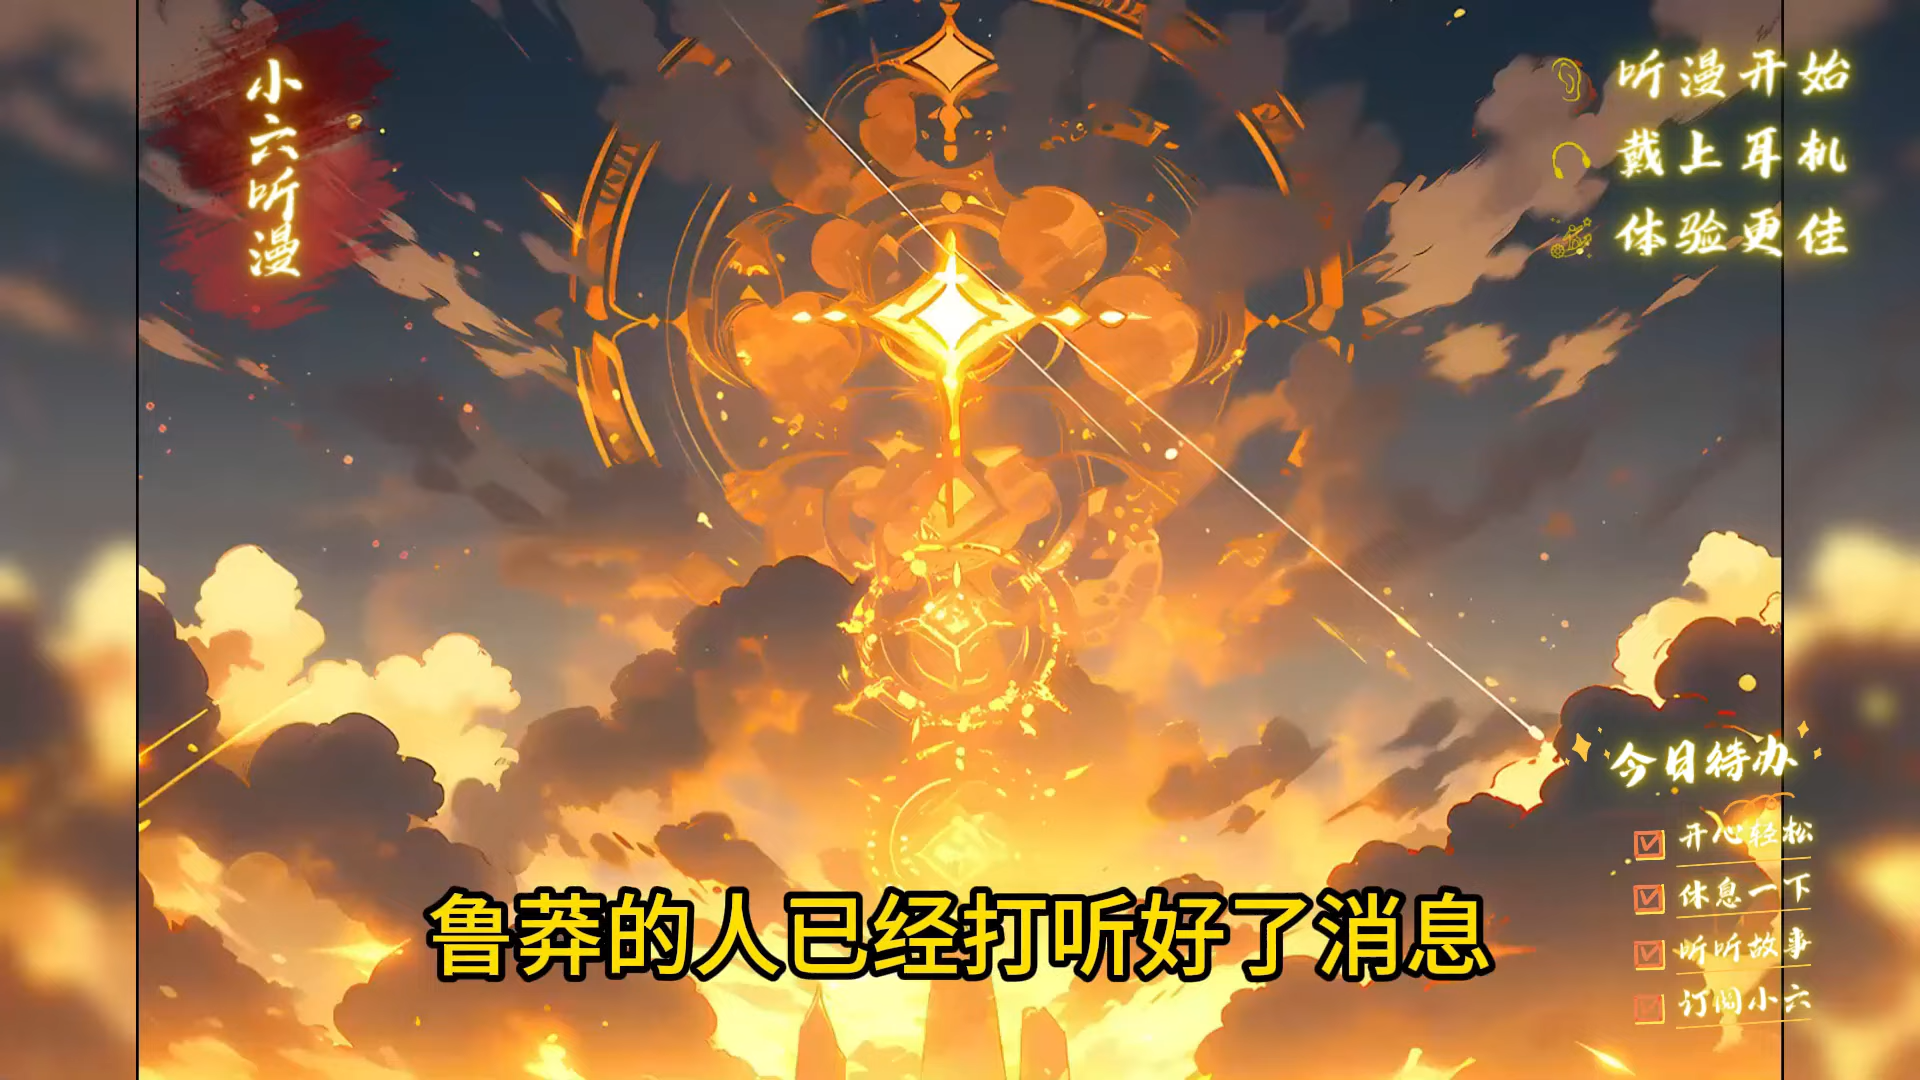 小六听漫
听漫开始
戴上耳机
体验更佳
今日待办
开心轻松
休息一下
听听故事
订阅小六
鲁莽的人已经打听好了消息